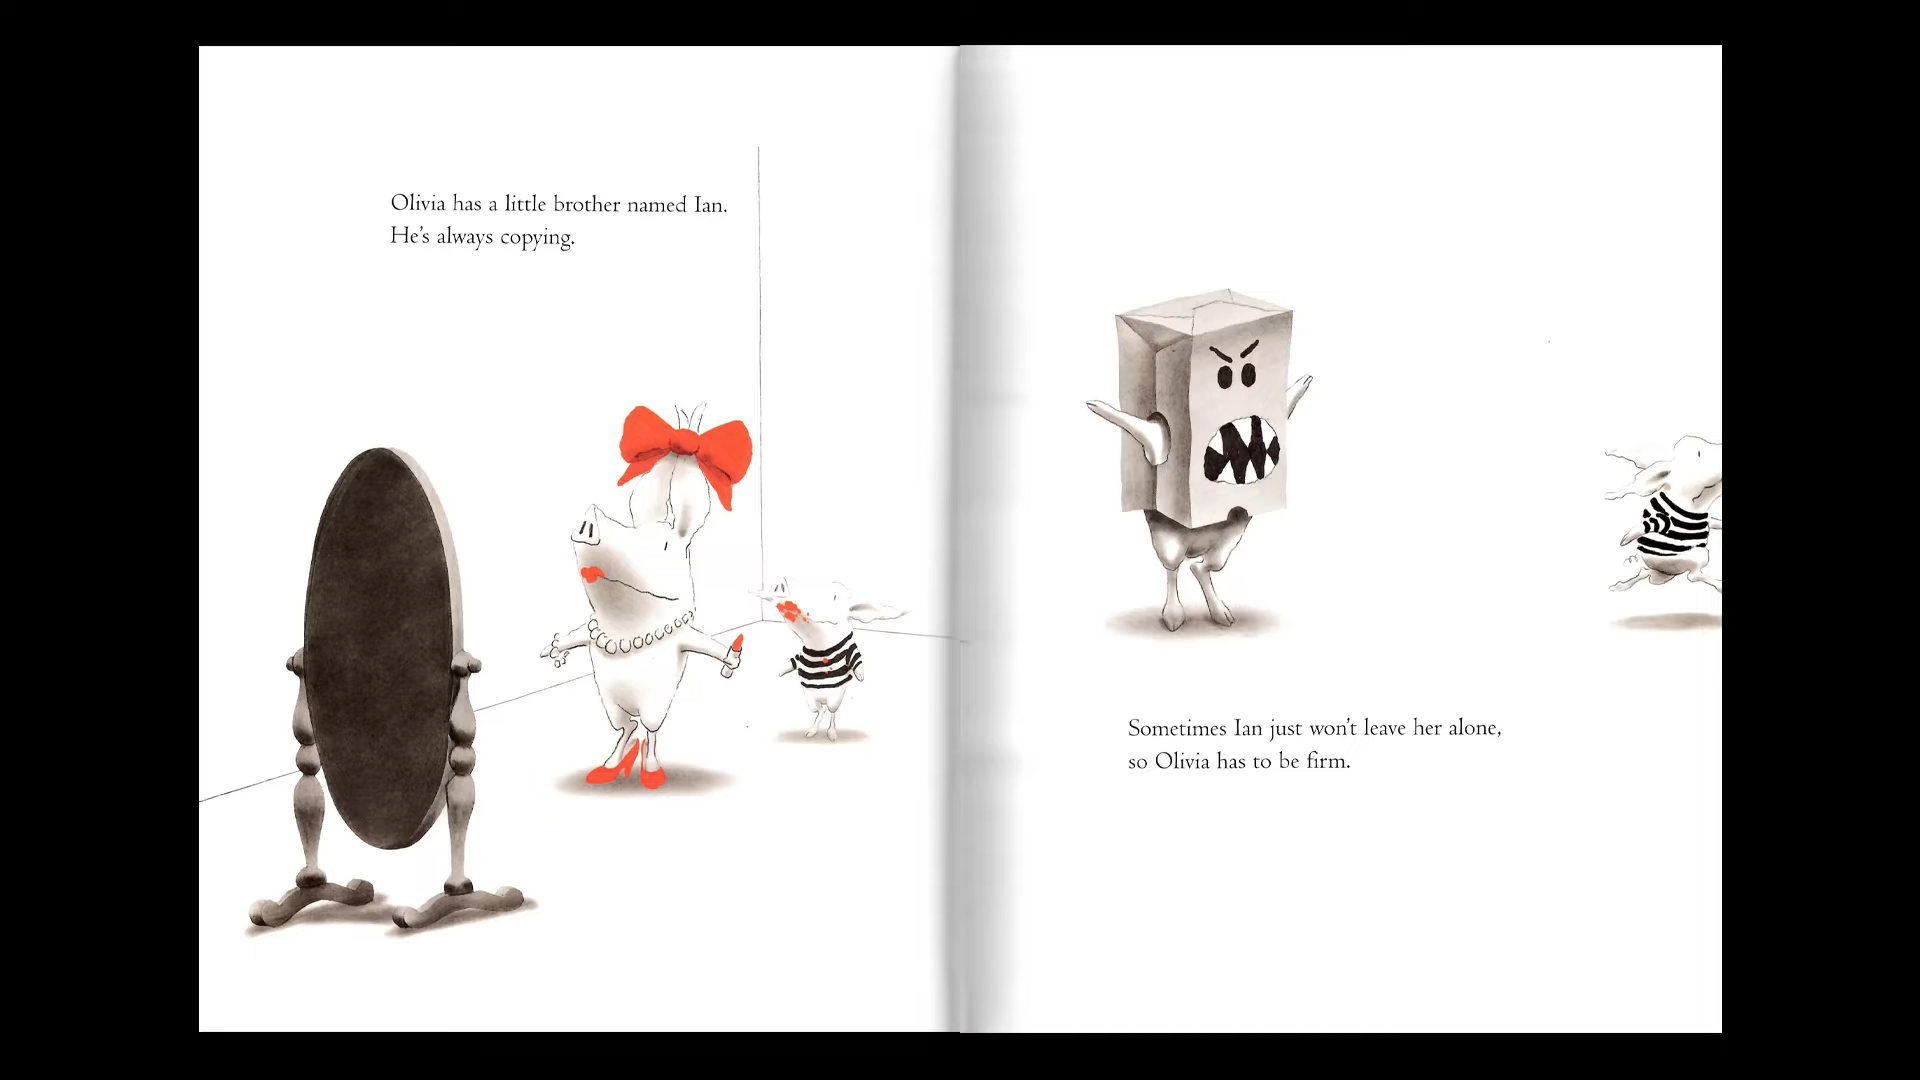 Olivia has a little brother named Ian.
He's always copying.
Sometimes Ian just won't leave her alone,
so Olivia has to be firm.